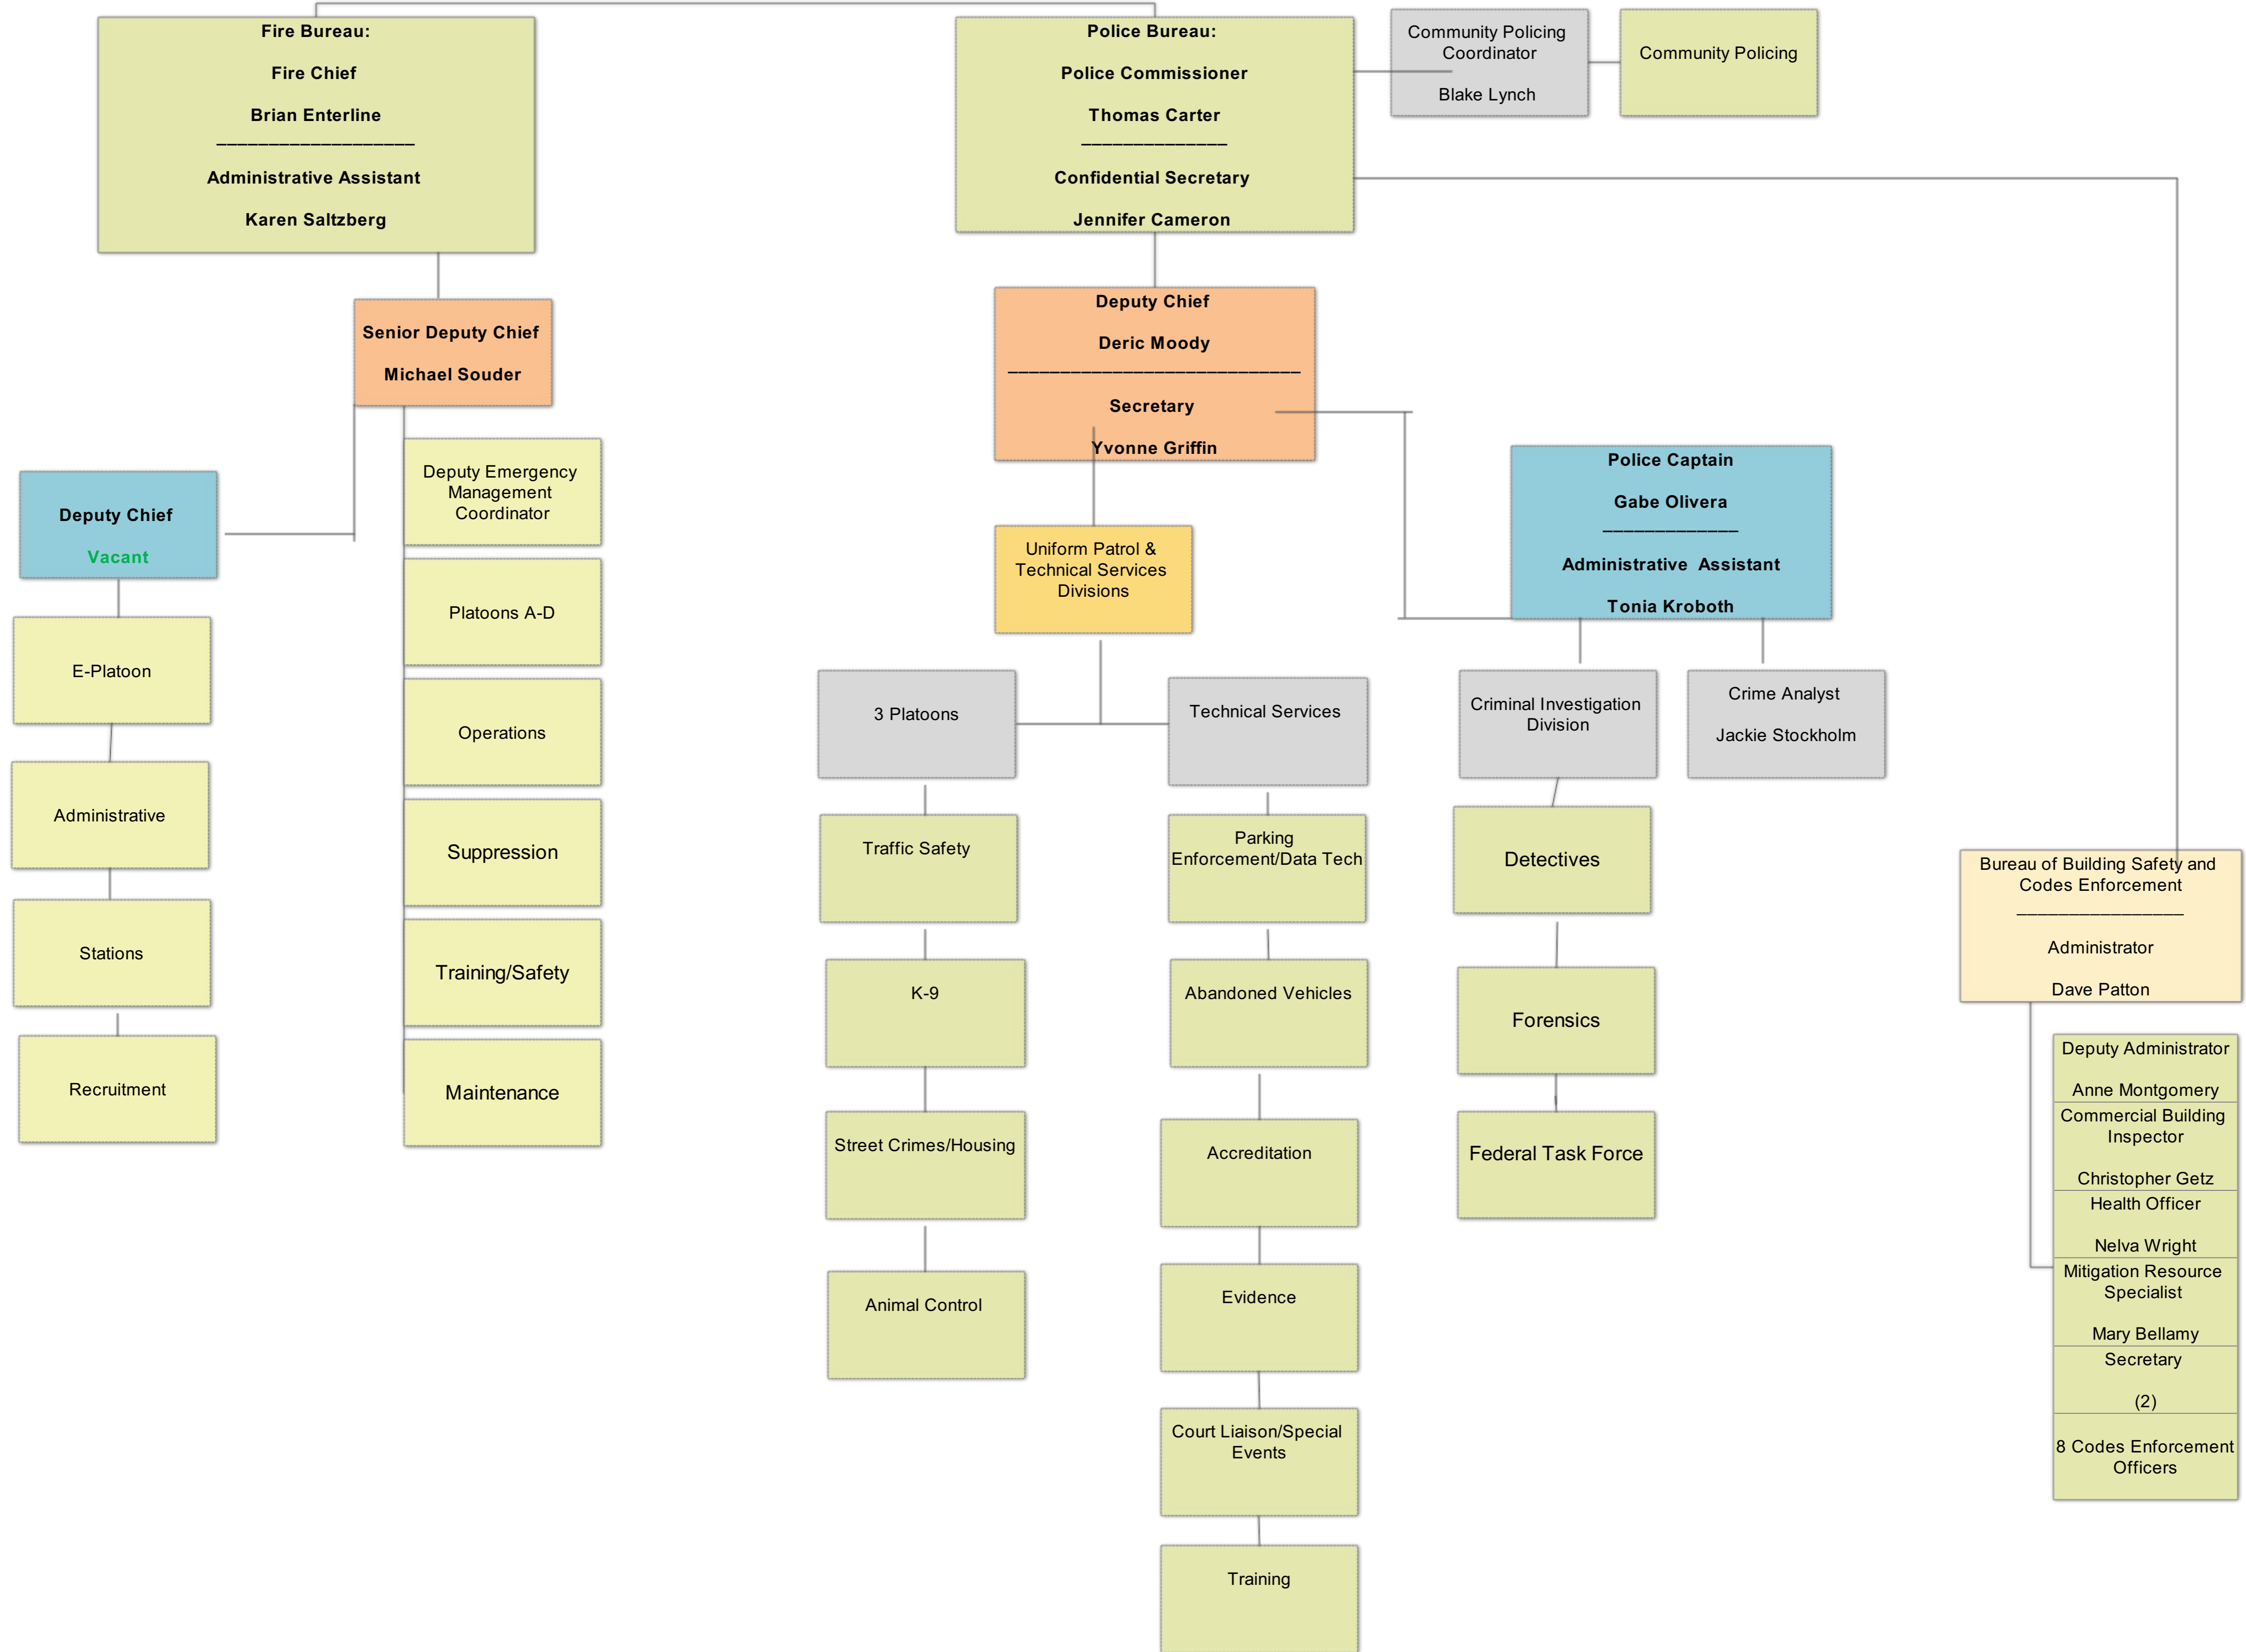 Fire Bureau:
Fire Chief
Brian Enterline
___________________
Administrative Assistant
Karen Saltzberg
Police Bureau:
Police Commissioner
Thomas Carter
______________
Confidential Secretary
Jennifer Cameron
Community Policing
Coordinator
Blake Lynch
Community Policing
Senior Deputy Chief
Michael Souder
Deputy Chief
Vacant
E-Platoon
Administrative
Stations
Recruitment
Deputy Emergency
Management
Coordinator
Platoons A-D
Operations
Suppression
Training/Safety
Maintenance
Deputy Chief
Deric Moody
____________________________
Secretary
Yvonne Griffin
Uniform Patrol &
Technical Services
Divisions
3 Platoons
Traffic Safety
K-9
Street Crimes/Housing
Animal Control
Technical Services
Parking
Enforcement/Data Tech
Abandoned Vehicles
Accreditation
Evidence
Court Liaison/Special
Events
Training
Police Captain
Gabe Olivera
_____________
Administrative  Assistant
Tonia Kroboth
Criminal Investigation
Division
Detectives
Forensics
Federal Task Force
Crime Analyst
Jackie Stockholm
Bureau of Building Safety and
Codes Enforcement
________________
Administrator
Dave Patton
Deputy Administrator
Anne Montgomery
Commercial Building
Inspector
Christopher Getz
Health Officer
Nelva Wright
Mitigation Resource
Specialist
Mary Bellamy
Secretary
(2)
8 Codes Enforcement
Officers